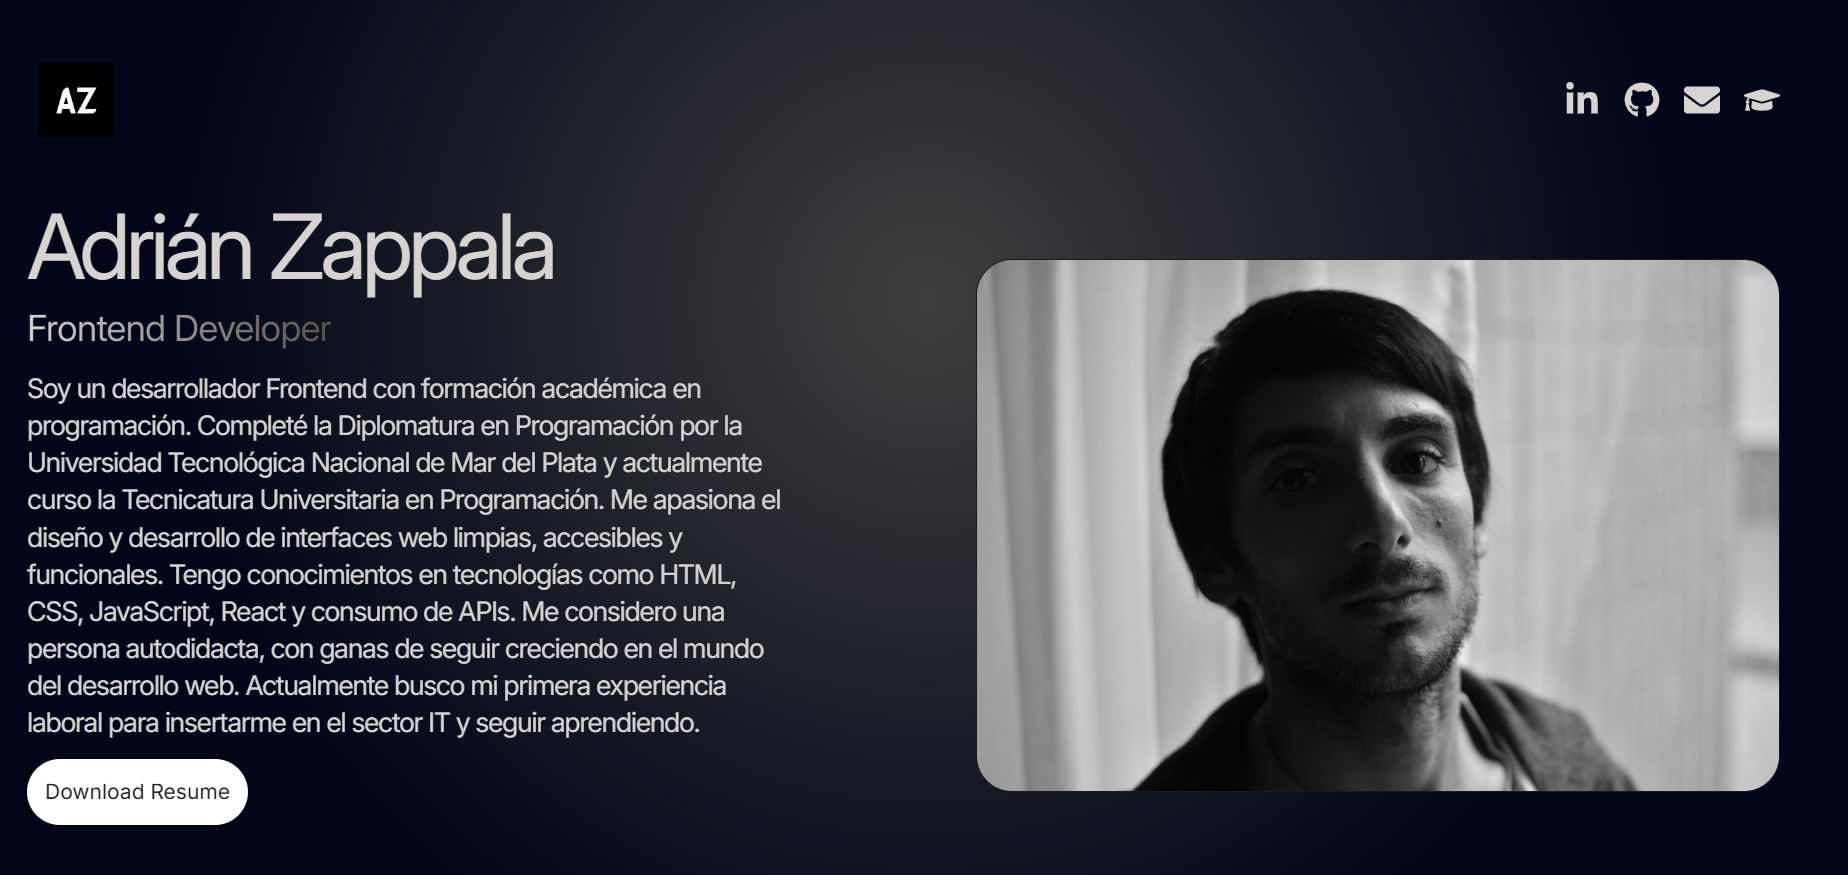 AZ
in
Adrián Zappala
Frontend Developer
Soy un desarrollador Frontend con formación académica en
programación. Completé la Diplomatura en Programación por la
Universidad Tecnológica Nacional de Mar del Plata y actualmente
curso la Tecnicatura Universitaria en Programación. Me apasiona el
diseño y desarrollo de interfaces web limpias, accesibles y
funcionales. Tengo conocimientos en tecnologías como HTML,
CSS, JavaScript, React y consumo de APIs. Me considero una
persona autodidacta, con ganas de seguir creciendo en el mundo
del desarrollo web. Actualmente busco mi primera experiencia
laboral para insertarme en el sector IT y seguir aprendiendo.
Download Resume